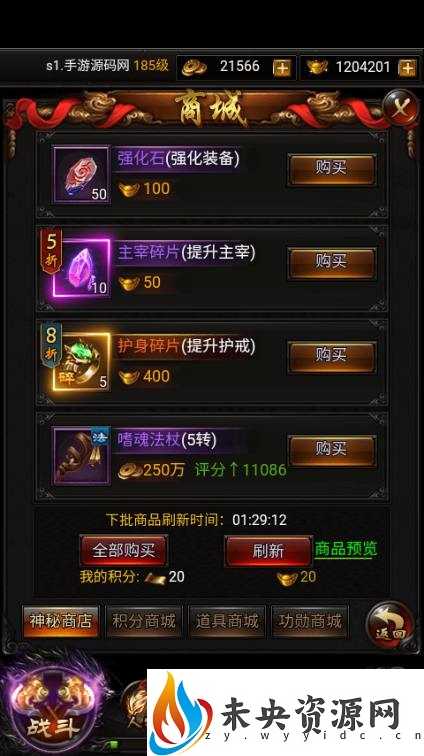 s1.手游源码网 185级 21566 1204201
商城
强化石(强化装备)
50
100
购买
5折
主宰碎片(提升主宰)
10
50
购买
8折
护身碎片(提升护戒)
碎
5
400
购买
法
嗜魂法杖(5转)
250万 评分↑11086
购买
下批商品刷新时间：01:29:12
全部购买 刷新 商品预览
我的积分: 20 20
神秘商店 积分商城 道具商城 功勋商城
返回
战斗
未央资源网
zy.wyyidc.cn